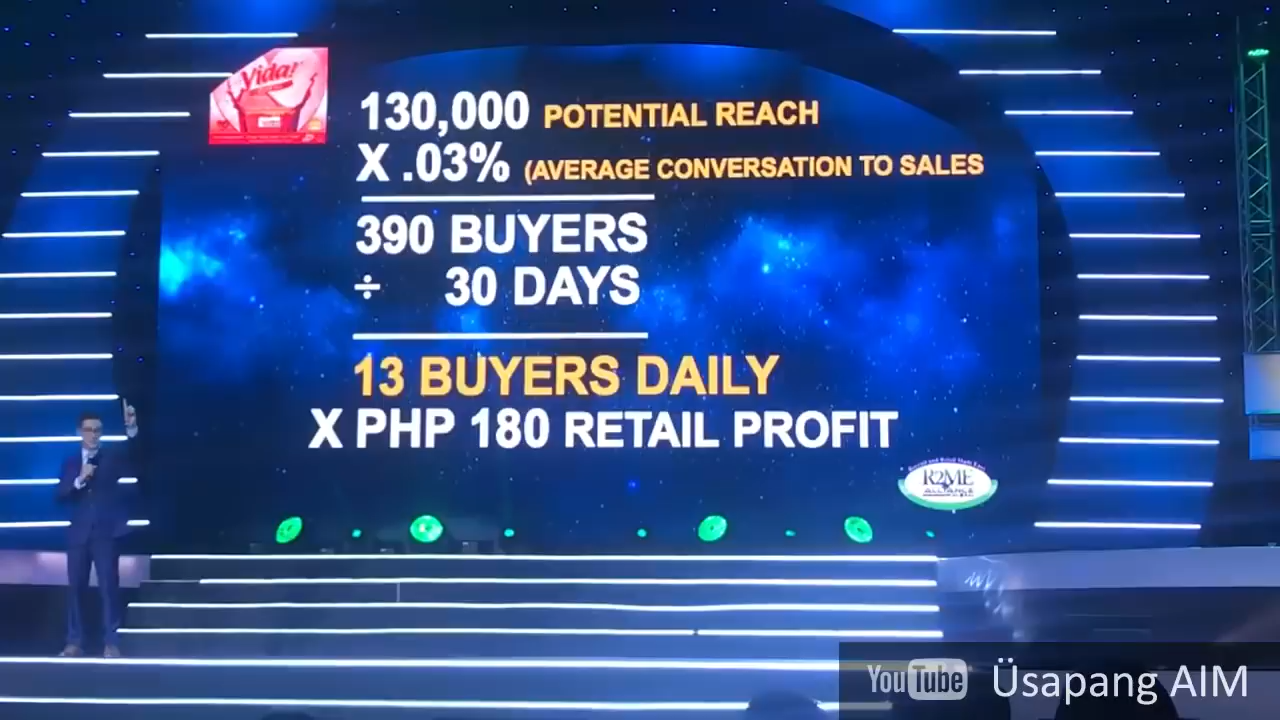 Vida!
130,000 POTENTIAL REACH
X .03% (AVERAGE CONVERSATION TO SALES
390 BUYERS
÷ 30 DAYS
13 BUYERS DAILY
X PHP 180 RETAIL PROFIT
R2ME
ALLIANCE
YouTube Üsapang AIM